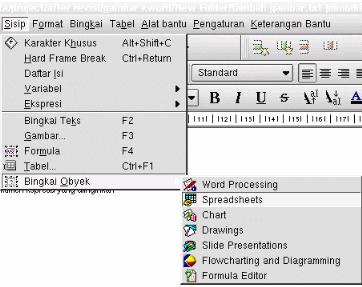 Sisip Format Bingkai Tabel Alat bantu Pengaturan Keterangan Bantu
Karakter Khusus Alt+Shift+C
Hard Frame Break Ctrl+Return
Daftar Isi
Variabel
Ekspresi
Bingkai Teks F2
Gambar... F3
Formula F4
Tabel... Ctrl+F1
Bingkai Obyek
Standard
B I U S
Word Processing
Spreadsheets
Chart
Drawings
Slide Presentations
Flowcharting and Diagramming
Formula Editor